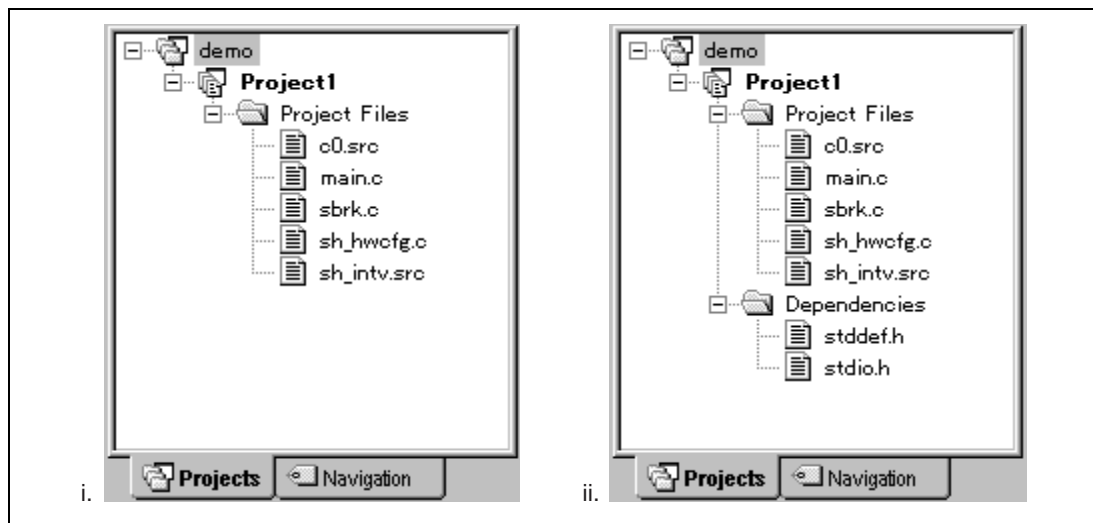 demo
Project1
Project Files
c0.src
main.c
sbrk.c
sh_hwcfg.c
sh_intv.src
Projects
Navigation
i.
demo
Project1
Project Files
c0.src
main.c
sbrk.c
sh_hwcfg.c
sh_intv.src
Dependencies
stddef.h
stdio.h
Projects
Navigation
ii.